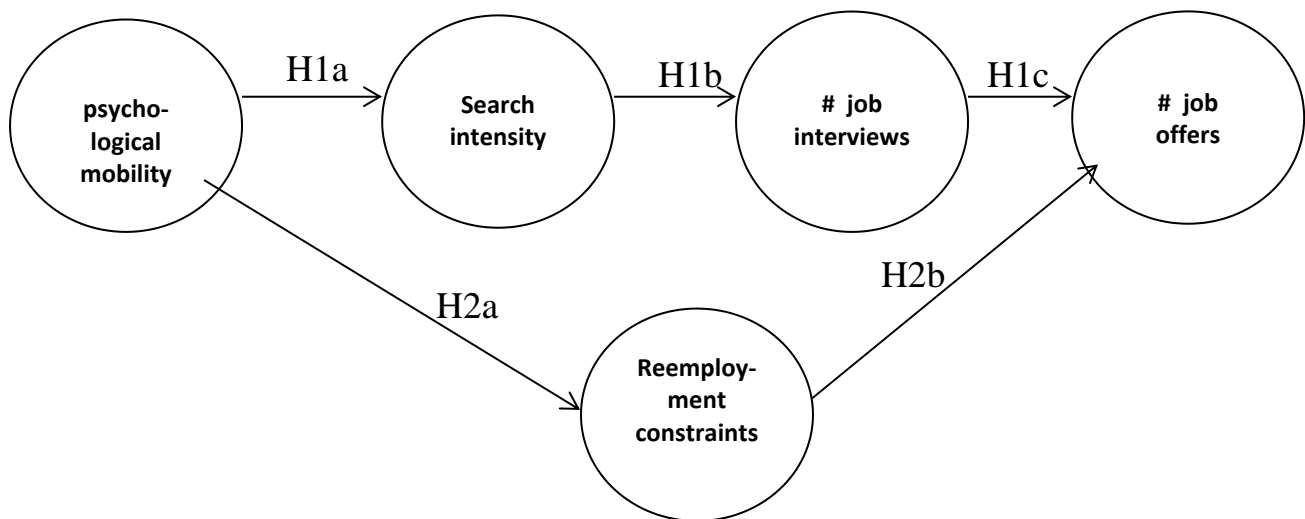 H1a
H1b
H1c
psycho-
logical
mobility
Search
intensity
# job
interviews
# job
offers
H2a
H2b
Reemploy-
ment
constraints